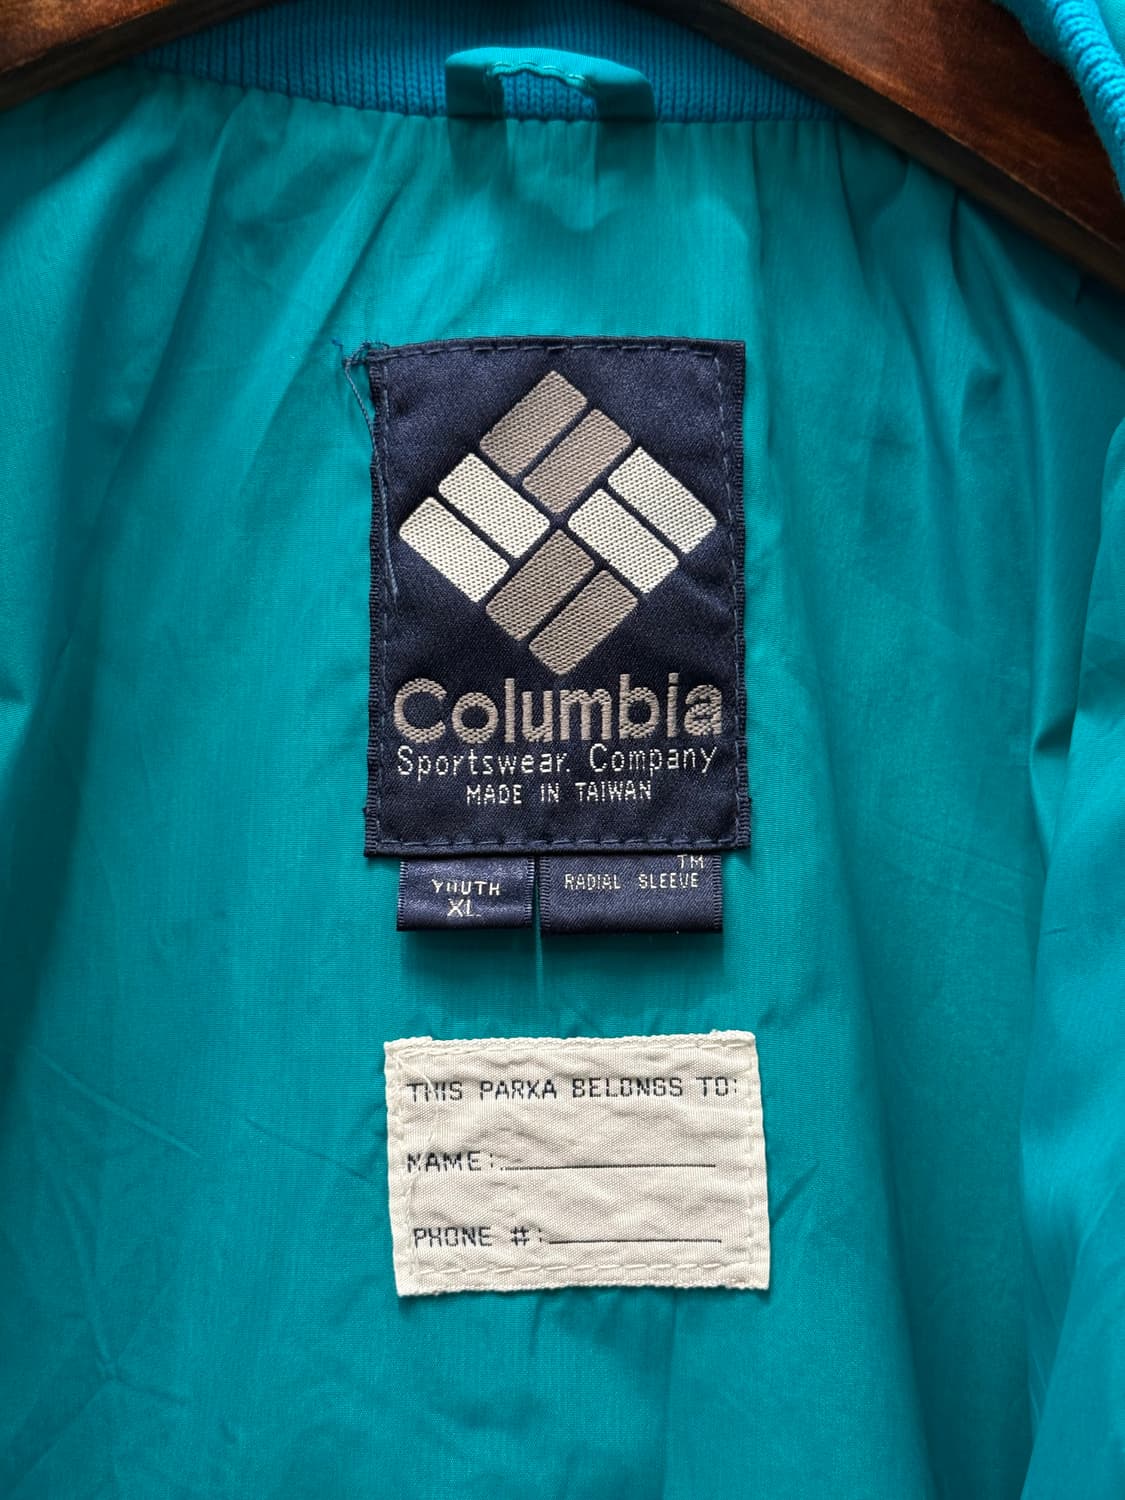 Columbia
Sportswear. Company
MADE IN TAIWAN
YOUTH
XL
TM
RADIAL SLEEVE
THIS PARKA BELONGS TO:
NAME:
PHONE #: